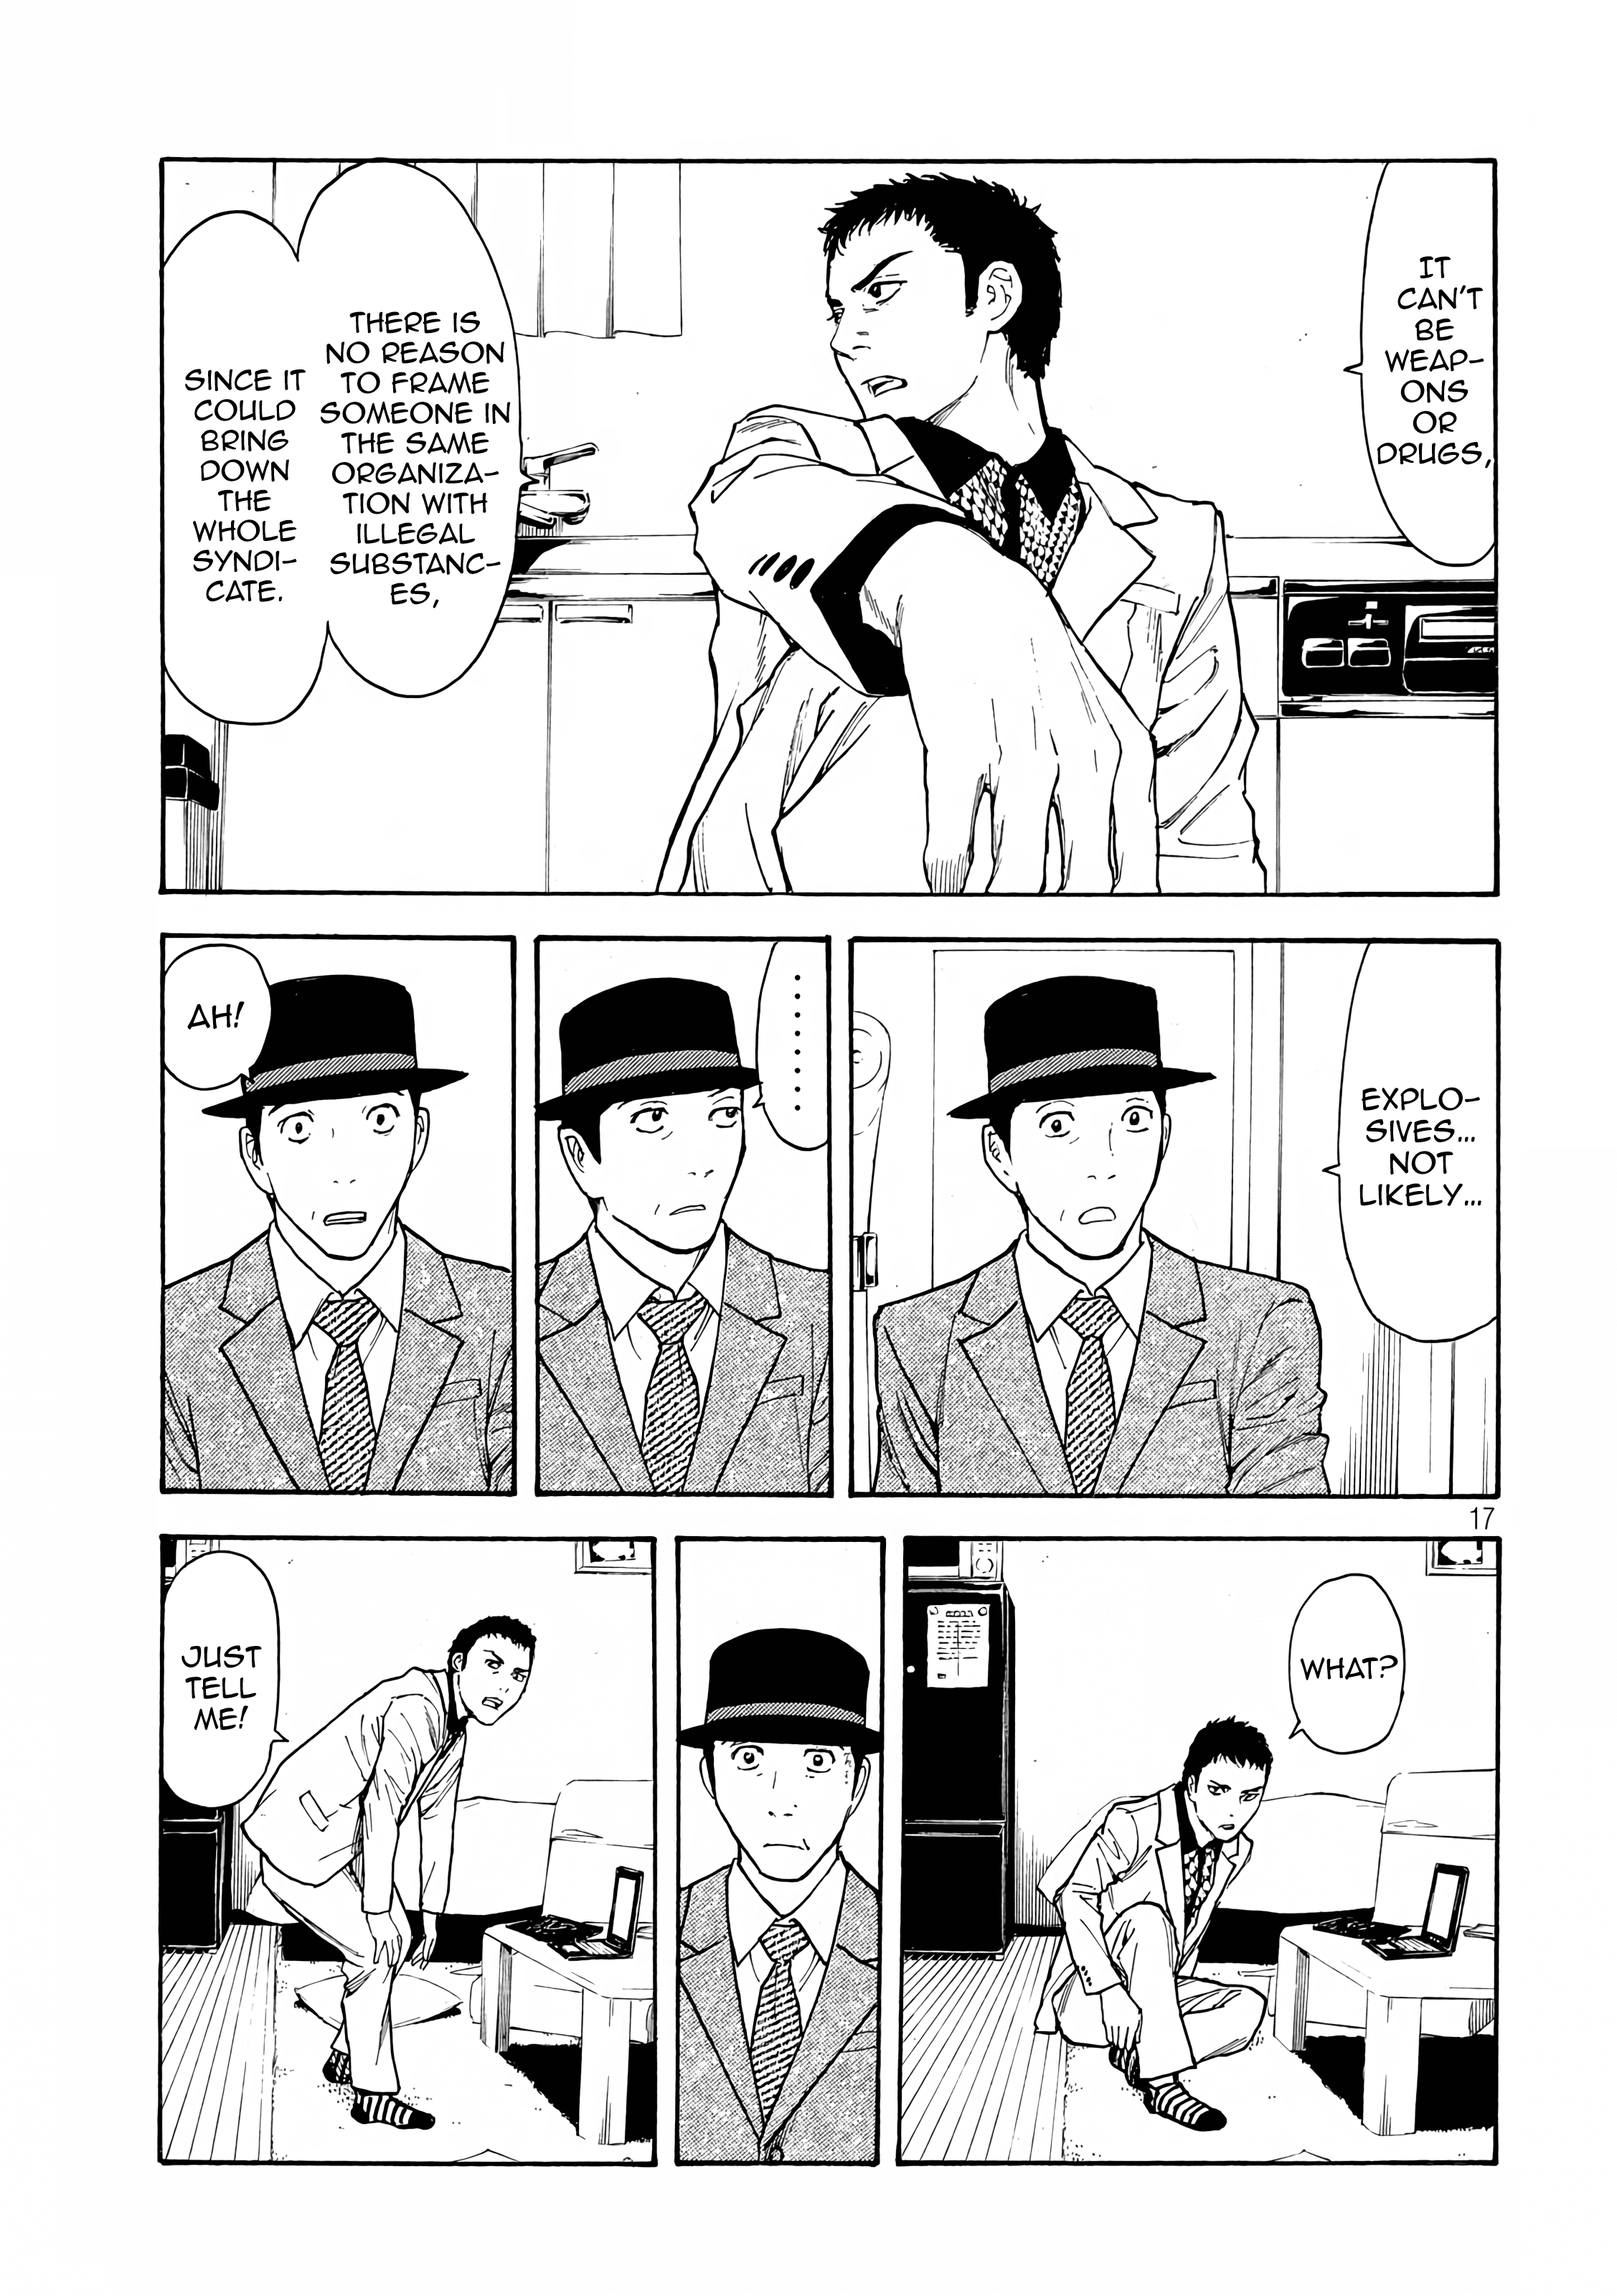 IT
CAN'T
BE
WEAP-
ONS
OR
DRUGS,
THERE IS
NO REASON
TO FRAME
SOMEONE IN
THE SAME
ORGANIZA-
TION WITH
ILLEGAL
SUBSTANC-
ES,
SINCE IT
COULD
BRING
DOWN
THE
WHOLE
SYNDI-
CATE.
EXPLO-
SIVES...
NOT
LIKELY...
........
AH!
17
WHAT?
JUST
TELL
ME!